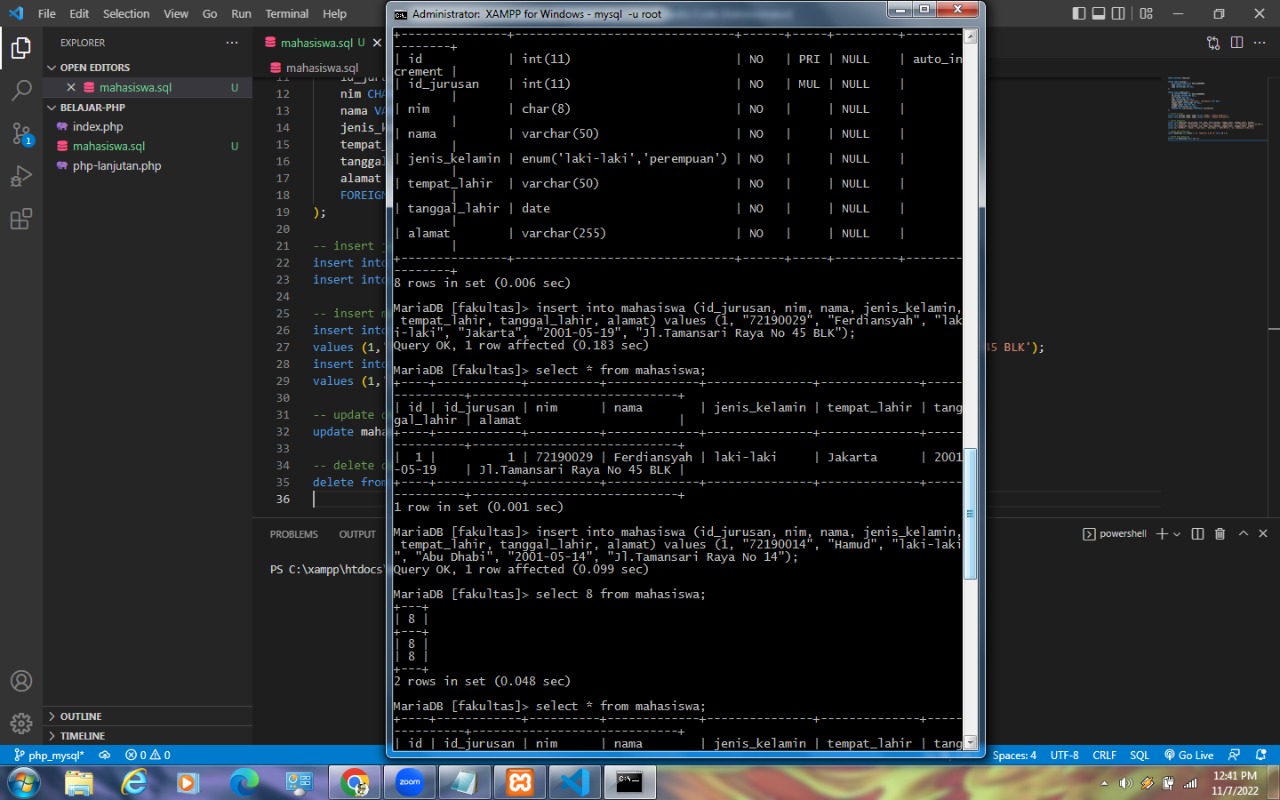 File Edit Selection View Go Run Terminal Help
Administrator: XAMPP for Windows - mysql -u root
EXPLORER
OPEN EDITORS
mahasiswa.sql U
BELAJAR-PHP
index.php
mahasiswa.sql U
php-lanjutan.php
OUTLINE
TIMELINE
mahasiswa.sql U
mahasiswa.sql
11 id_juru
12 nim CHA
13 nama VA
14 jenis_k
15 tempat_
16 tanggal
17 alamat
18 FOREIGN
19 );
20
21 -- insert j
22 insert into
23 insert into
24
25 -- insert m
26 insert into
27 values (1,' 45 BLK');
28 insert into
29 values (1,'
30
31 -- update d
32 update maha
33
34 -- delete d
35 delete from
36
PROBLEMS OUTPUT
powershell
PS C:\xampp\htdocs\
+---------------+-------------------------------+------+-----+---------+------
--------+
| id | int(11) | NO | PRI | NULL | auto_in
crement |
| id_jurusan | int(11) | NO | MUL | NULL |
|
| nim | char(8) | NO | | NULL |
|
| nama | varchar(50) | NO | | NULL |
|
| jenis_kelamin | enum('laki-laki','perempuan') | NO | | NULL |
|
| tempat_lahir | varchar(50) | NO | | NULL |
|
| tanggal_lahir | date | NO | | NULL |
|
| alamat | varchar(255) | NO | | NULL |
|
+---------------+-------------------------------+------+-----+---------+------
--------+
8 rows in set (0.006 sec)
MariaDB [fakultas]> insert into mahasiswa (id_jurusan, nim, nama, jenis_kelamin,
tempat_lahir, tanggal_lahir, alamat) values (1, "72190029", "Ferdiansyah", "lak
i-laki", "Jakarta", "2001-05-19", "Jl.Tamansari Raya No 45 BLK");
Query OK, 1 row affected (0.183 sec)
MariaDB [fakultas]> select * from mahasiswa;
+----+------------+----------+-------------+---------------+--------------+-----
----------+-----------------------------+
| id | id_jurusan | nim | nama | jenis_kelamin | tempat_lahir | tang
gal_lahir | alamat |
+----+------------+----------+-------------+---------------+--------------+-----
----------+-----------------------------+
| 1 | 1 | 72190029 | Ferdiansyah | laki-laki | Jakarta | 2001
-05-19 | Jl.Tamansari Raya No 45 BLK |
+----+------------+----------+-------------+---------------+--------------+-----
----------+-----------------------------+
1 row in set (0.001 sec)
MariaDB [fakultas]> insert into mahasiswa (id_jurusan, nim, nama, jenis_kelamin,
tempat_lahir, tanggal_lahir, alamat) values (1, "72190014", "Hamud", "laki-laki
", "Abu Dhabi", "2001-05-14", "Jl.Tamansari Raya No 14");
Query OK, 1 row affected (0.099 sec)
MariaDB [fakultas]> select 8 from mahasiswa;
+---+
| 8 |
+---+
| 8 |
| 8 |
+---+
2 rows in set (0.048 sec)
MariaDB [fakultas]> select * from mahasiswa;
+----+------------+----------+-------------+---------------+--------------+-----
----------+-----------------------------+
| id | id_jurusan | nim | nama | jenis_kelamin | tempat_lahir | tang
php_mysql* 0 0 Spaces: 4 UTF-8 CRLF SQL Go Live
zoom
C:\.
12:41 PM
11/7/2022